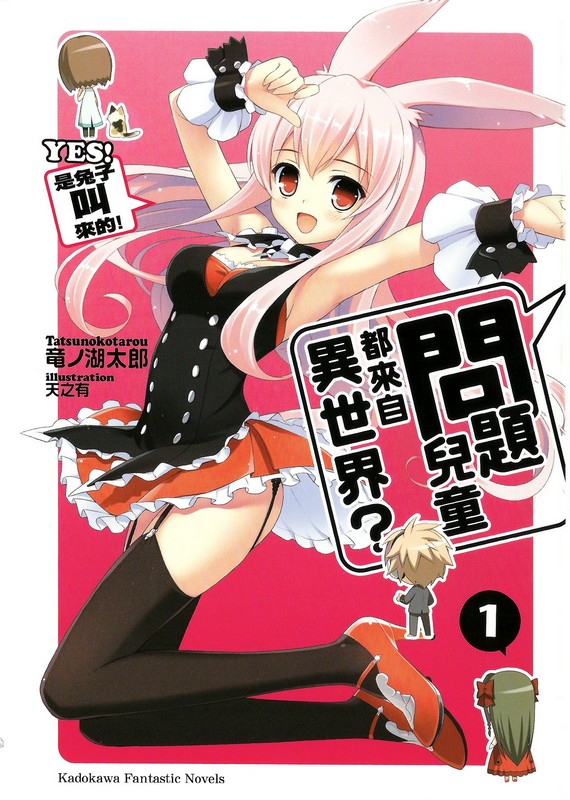 YES!
是兔子
叫
來的!
Tatsunokotarou
竜ノ湖太郎
illustration
天之有
問題
兒童
都來自
異世界?
1
Kadokawa Fantastic Novels